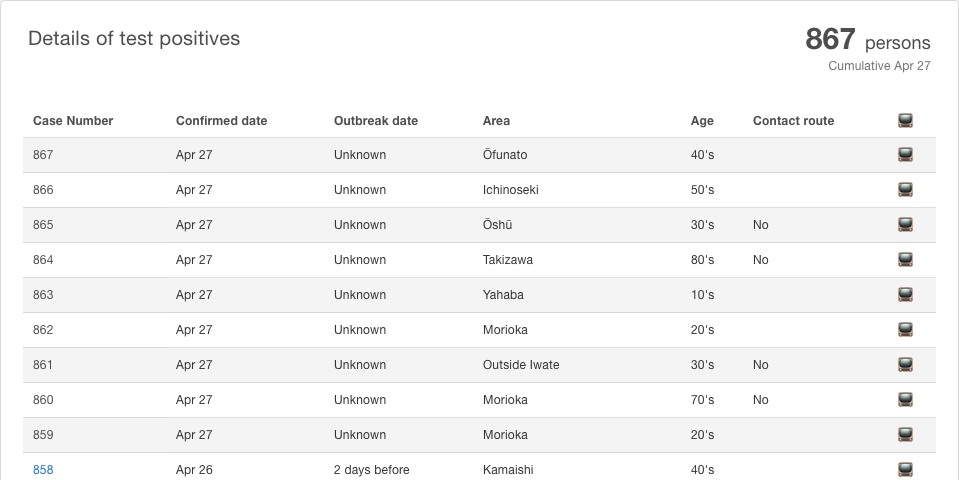 Details of test positives
867 persons
Cumulative Apr 27
Case Number Confirmed date Outbreak date Area Age Contact route
867 Apr 27 Unknown Ōfunato 40's
866 Apr 27 Unknown Ichinoseki 50's
865 Apr 27 Unknown Ōshū 30's No
864 Apr 27 Unknown Takizawa 80's No
863 Apr 27 Unknown Yahaba 10's
862 Apr 27 Unknown Morioka 20's
861 Apr 27 Unknown Outside Iwate 30's No
860 Apr 27 Unknown Morioka 70's No
859 Apr 27 Unknown Morioka 20's
858 Apr 26 2 days before Kamaishi 40's